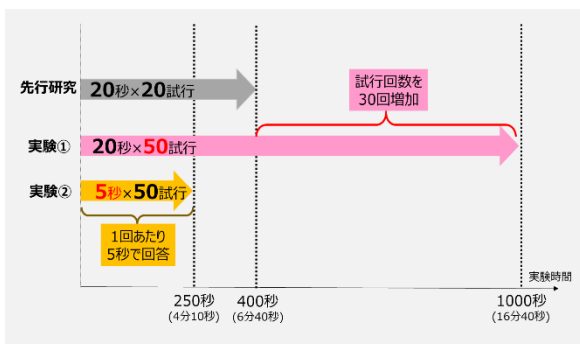 先行研究
20秒×20試行
試行回数を
30回増加
実験①
20秒×50試行
実験②
5秒×50試行
1回あたり
5秒で回答
実験時間
250秒
(4分10秒)
400秒
(6分40秒)
1000秒
(16分40秒)